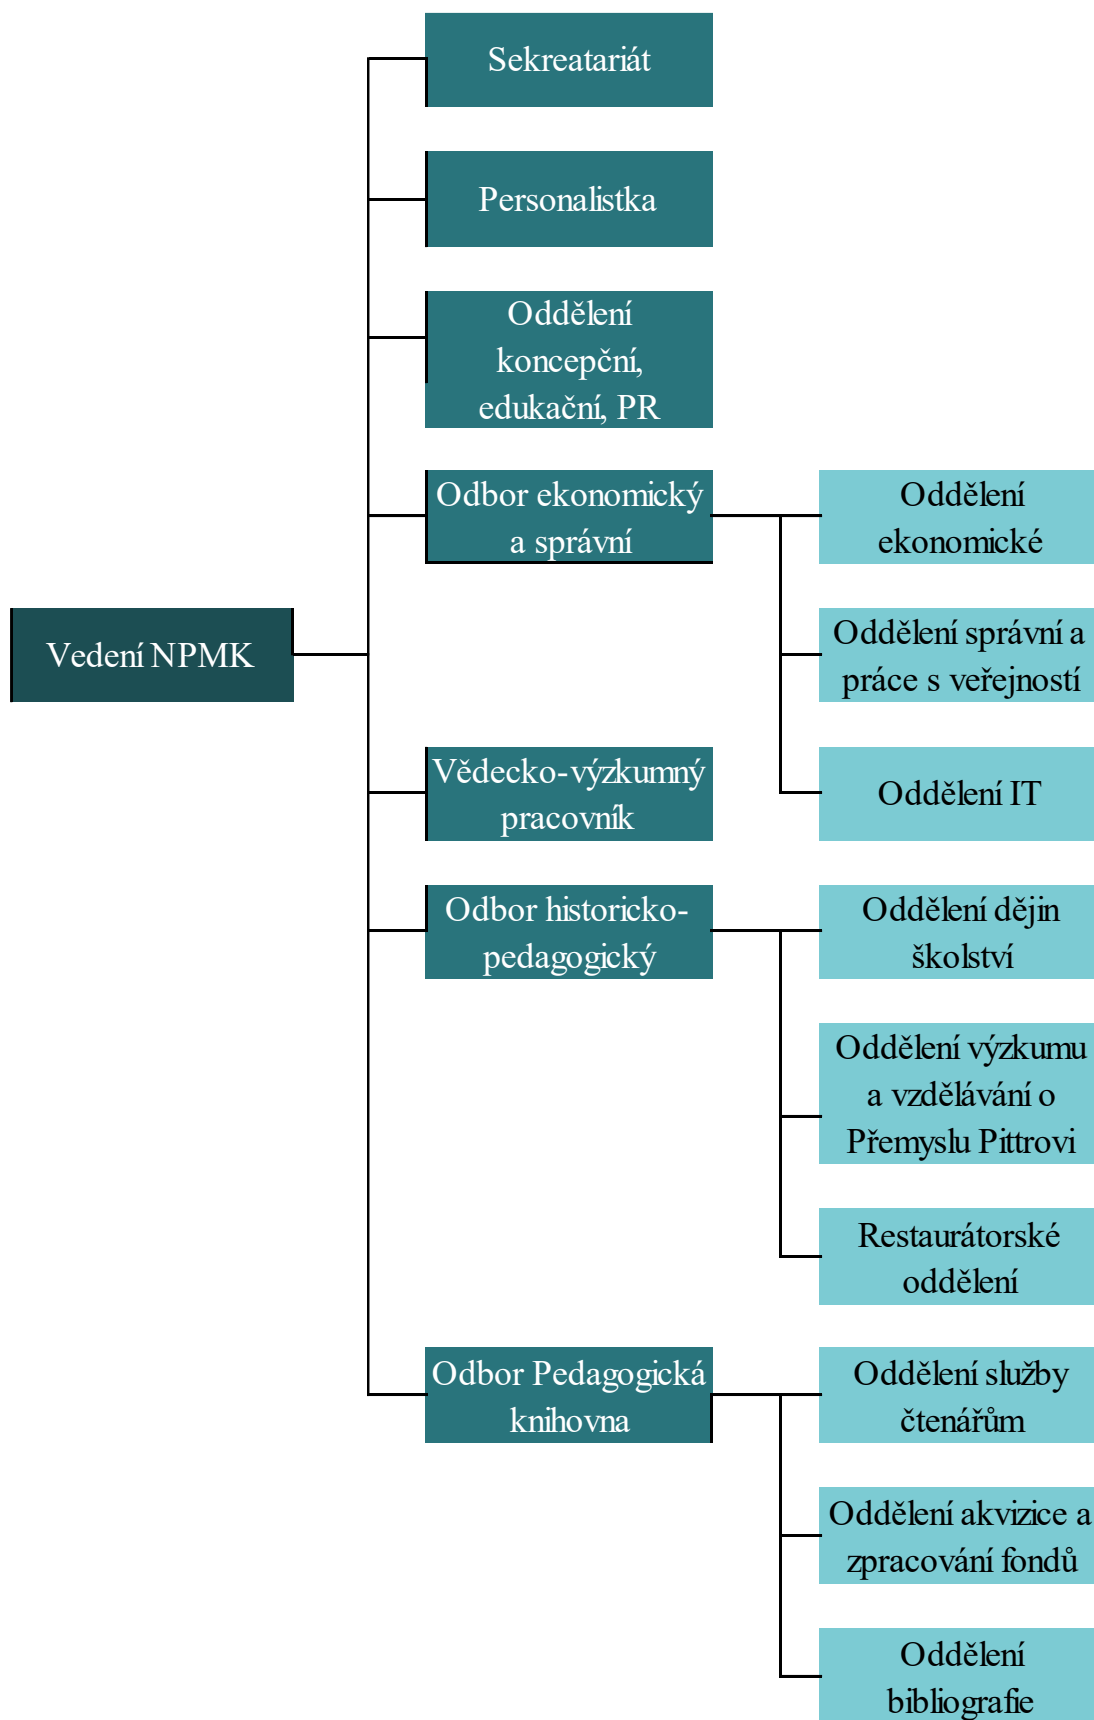 Sekreatariát
Personalistka
Oddělení
koncepční,
edukační, PR
Odbor ekonomický
a správní
Oddělení
ekonomické
Vedení NPMK
Oddělení správní a
práce s veřejností
Vědecko-výzkumný
pracovník
Oddělení IT
Odbor historicko-
pedagogický
Oddělení dějin
školství
Oddělení výzkumu
a vzdělávání o
Přemyslu Pittrovi
Restaurátorské
oddělení
Odbor Pedagogická
knihovna
Oddělení služby
čtenářům
Oddělení akvizice a
zpracování fondů
Oddělení
bibliografie